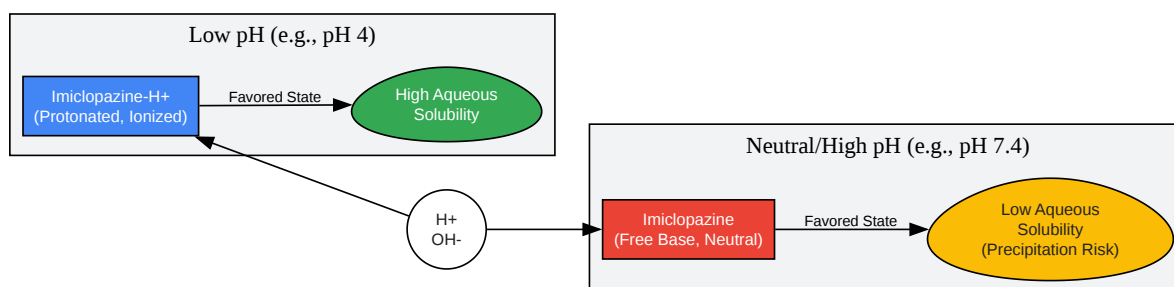 Low pH (e.g., pH 4)
Imiclopazine-H+
(Protonated, Ionized)
Favored State
High Aqueous
Solubility
H+
OH-
Neutral/High pH (e.g., pH 7.4)
Imiclopazine
(Free Base, Neutral)
Favored State
Low Aqueous
Solubility
(Precipitation Risk)